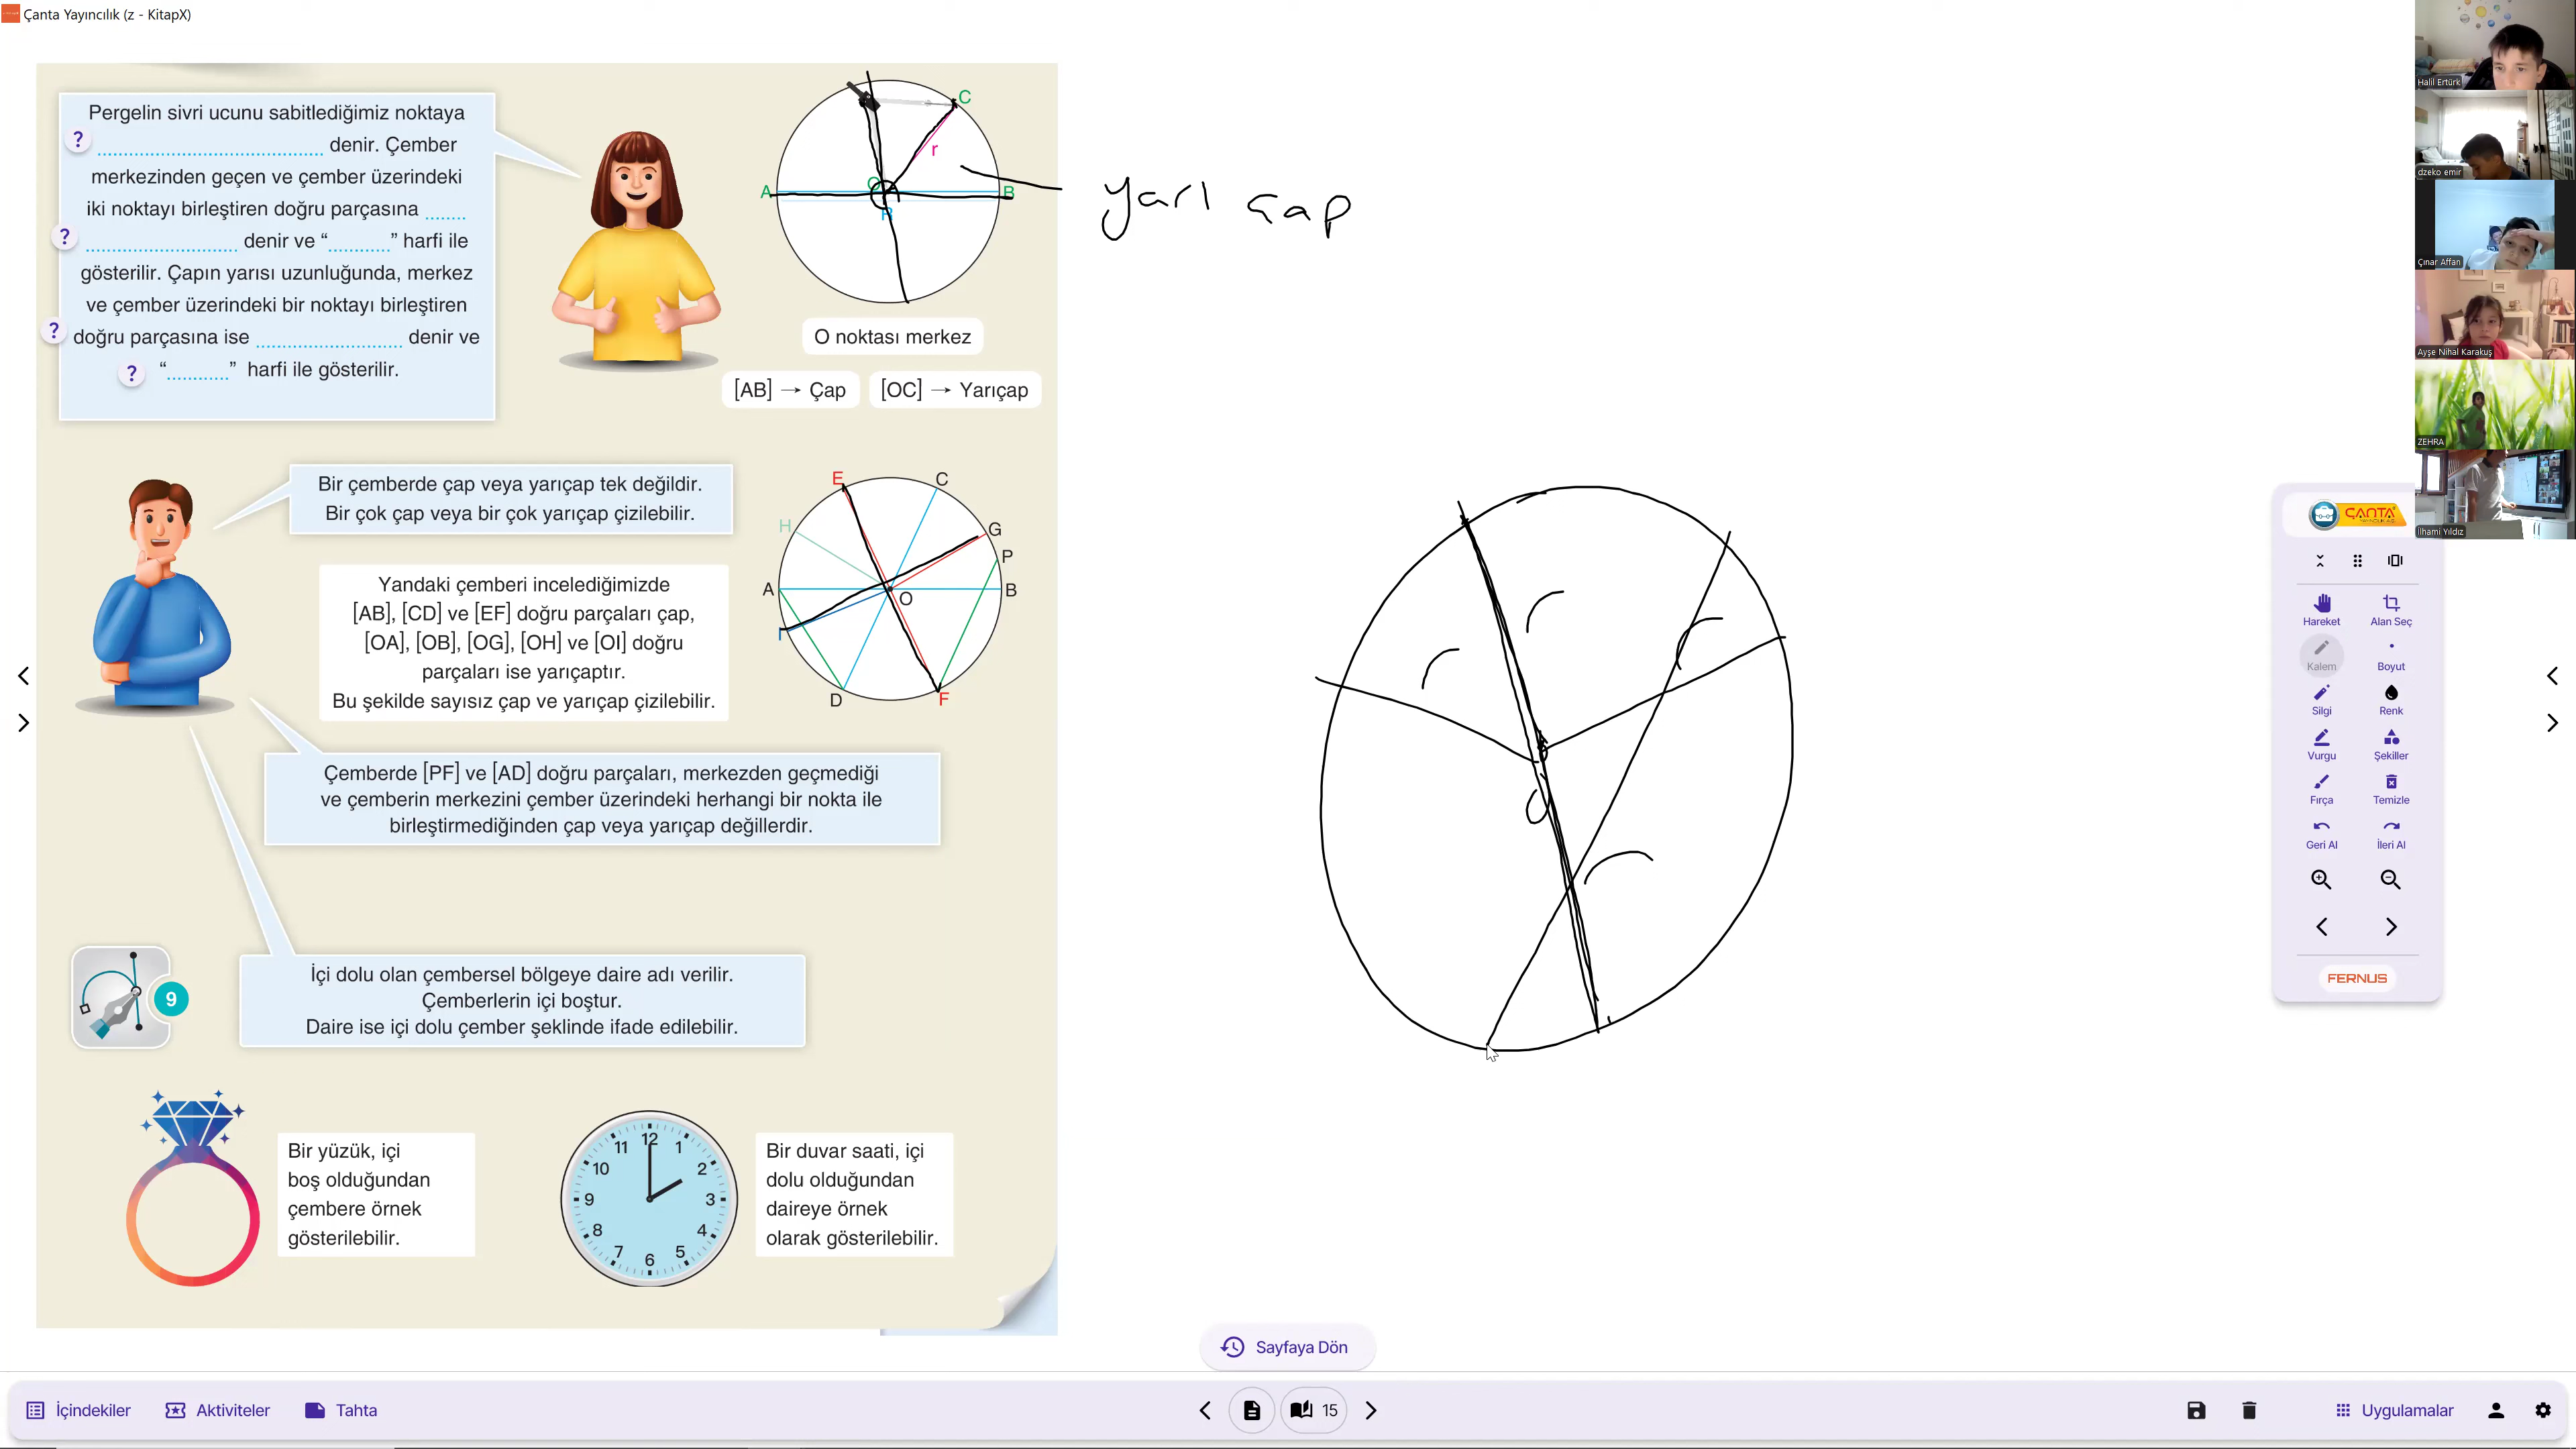 Çanta Yayıncılık (z - KitapX)
Pergelin sivri ucunu sabitlediğimiz noktaya
? ........................................ denir. Çember
merkezinden geçen ve çember üzerindeki
iki noktayı birleştiren doğru parçasına .......
? ........................... denir ve “...........” harfi ile
gösterilir. Çapın yarısı uzunluğunda, merkez
ve çember üzerindeki bir noktayı birleştiren
? doğru parçasına ise .......................... denir ve
? “...........” harfi ile gösterilir.
C
r
A
O
B
R
O noktası merkez
[AB] → Çap
[OC] → Yarıçap
yarı çap
Bir çemberde çap veya yarıçap tek değildir.
Bir çok çap veya bir çok yarıçap çizilebilir.
Yandaki çemberi incelediğimizde
[AB], [CD] ve [EF] doğru parçaları çap,
[OA], [OB], [OG], [OH] ve [OI] doğru
parçaları ise yarıçaptır.
Bu şekilde sayısız çap ve yarıçap çizilebilir.
E
C
H
G
P
A
B
O
I
D
F
Çemberde [PF] ve [AD] doğru parçaları, merkezden geçmediği
ve çemberin merkezini çember üzerindeki herhangi bir nokta ile
birleştirmediğinden çap veya yarıçap değillerdir.
9
İçi dolu olan çembersel bölgeye daire adı verilir.
Çemberlerin içi boştur.
Daire ise içi dolu çember şeklinde ifade edilebilir.
Bir yüzük, içi
boş olduğundan
çembere örnek
gösterilebilir.
12
1
2
3
4
5
6
7
8
9
10
11
Bir duvar saati, içi
dolu olduğundan
daireye örnek
olarak gösterilebilir.
Halil Ertürk
dzeko emir
Çınar Affan
Ayşe Nihal Karakuş
ZEHRA
İlhami Yıldız
ÇANTA
Hareket
Alan Seç
Kalem
Boyut
Silgi
Renk
Vurgu
Şekiller
Fırça
Temizle
Geri Al
İleri Al
FERNUS
Sayfaya Dön
İçindekiler
Aktiviteler
Tahta
15
Uygulamalar